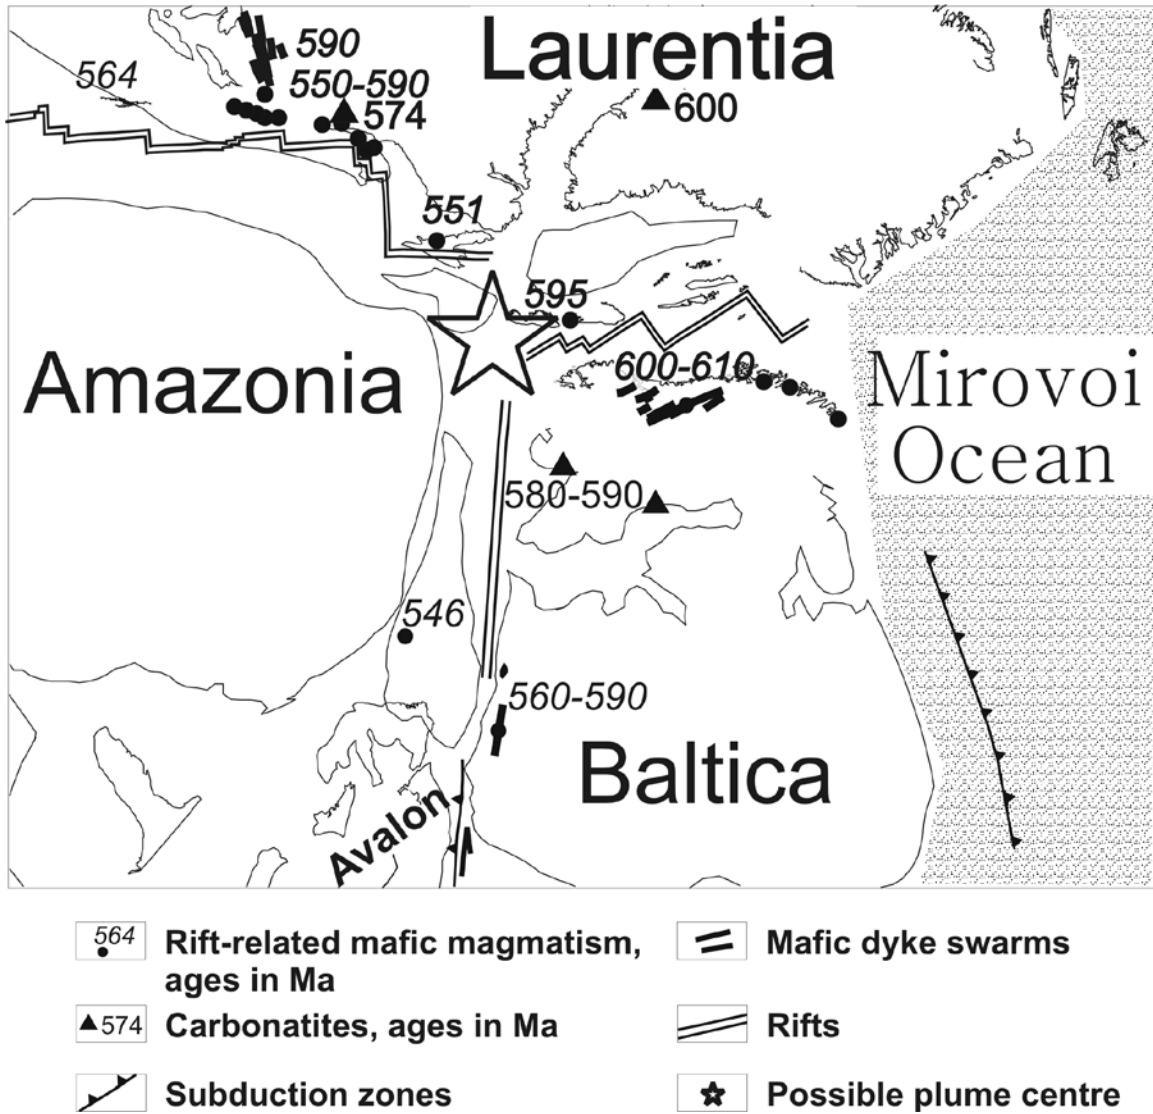 Laurentia
590
564
550-590
574
600
551
595
Amazonia
600-610
Mirovoi
Ocean
580-590
546
560-590
Baltica
Avalon
564
Rift-related mafic magmatism,
ages in Ma
Mafic dyke swarms
574
Carbonatites, ages in Ma
Rifts
Subduction zones
Possible plume centre